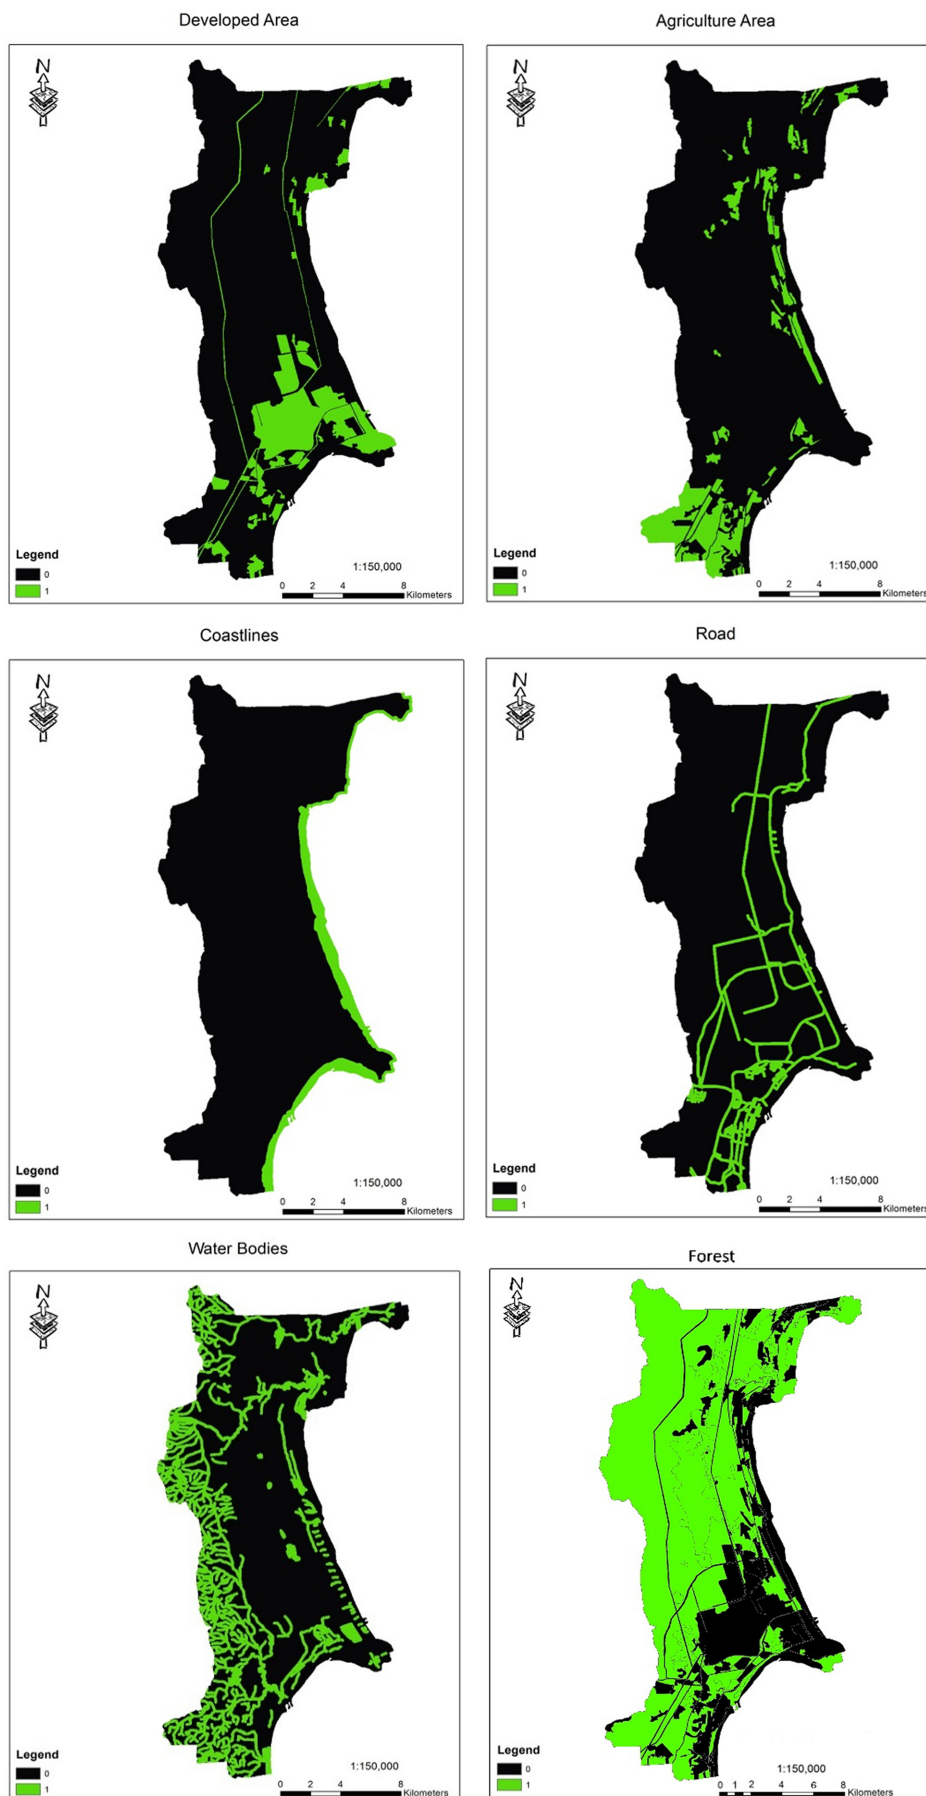 Developed Area
Agriculture Area
N
Legend
0
1
1:150,000
0 2 4 8
Kilometers
N
Legend
0
1
1:150,000
0 2 4 8
Kilometers
Coastlines
Road
N
Legend
0
1
1:150,000
0 2 4 8
Kilometers
N
Legend
0
1
1:150,000
0 2 4 8
Kilometers
Water Bodies
Forest
N
Legend
0
1
1:150,000
0 2 4 8
Kilometers
N
Legend
0
1
1:150,000
0 1 2 4 6 8
Kilometers